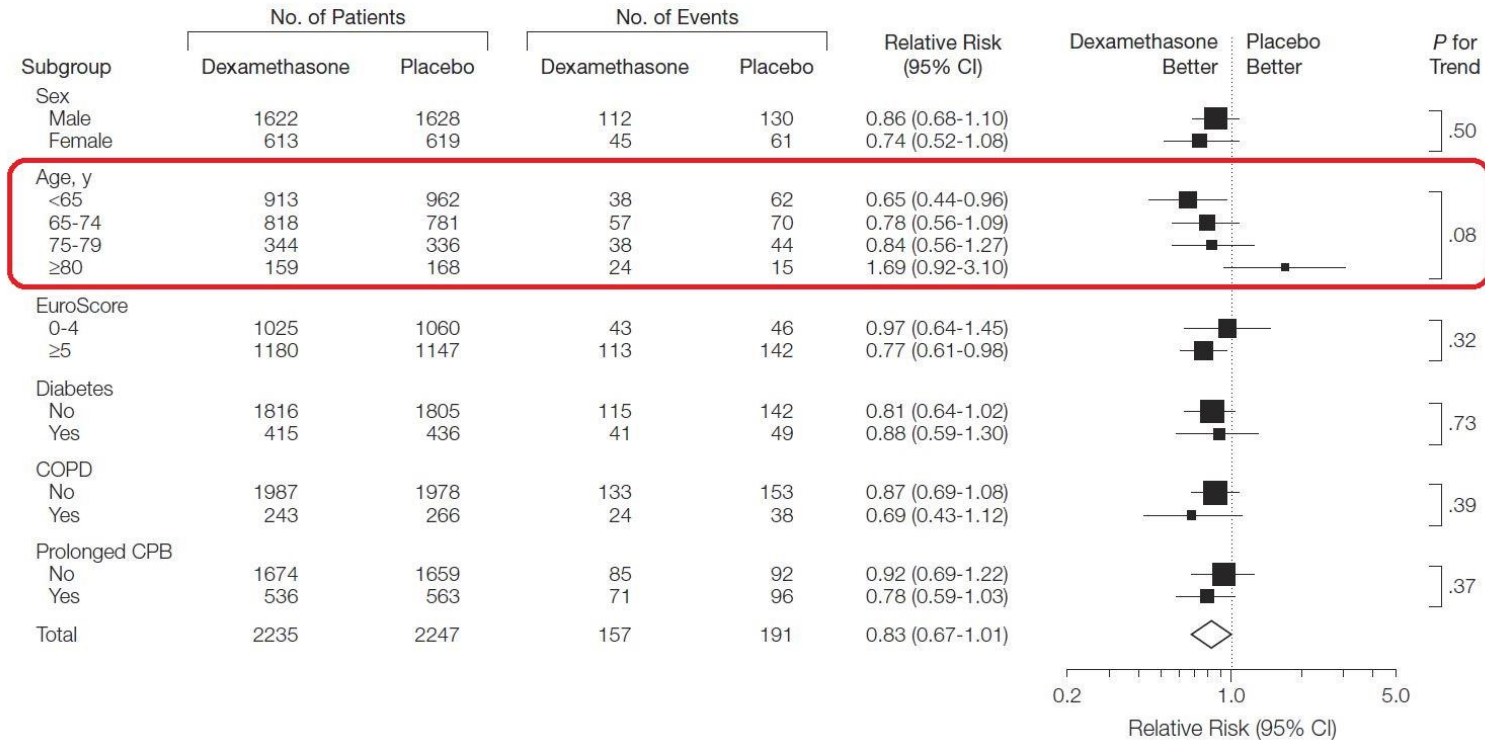 No. of Patients No. of Events
Relative Risk (95% CI) Dexamethasone Better Placebo Better P for Trend
Subgroup Dexamethasone Placebo Dexamethasone Placebo
Sex
Male 1622 1628 112 130 0.86 (0.68-1.10)
.50
Female 613 619 45 61 0.74 (0.52-1.08)
Age, y
<65 913 962 38 62 0.65 (0.44-0.96)
65-74 818 781 57 70 0.78 (0.56-1.09)
.08
75-79 344 336 38 44 0.84 (0.56-1.27)
≥80 159 168 24 15 1.69 (0.92-3.10)
EuroScore
0-4 1025 1060 43 46 0.97 (0.64-1.45)
.32
≥5 1180 1147 113 142 0.77 (0.61-0.98)
Diabetes
No 1816 1805 115 142 0.81 (0.64-1.02)
.73
Yes 415 436 41 49 0.88 (0.59-1.30)
COPD
No 1987 1978 133 153 0.87 (0.69-1.08)
.39
Yes 243 266 24 38 0.69 (0.43-1.12)
Prolonged CPB
No 1674 1659 85 92 0.92 (0.69-1.22)
.37
Yes 536 563 71 96 0.78 (0.59-1.03)
Total 2235 2247 157 191 0.83 (0.67-1.01)
0.2 1.0 5.0
Relative Risk (95% CI)